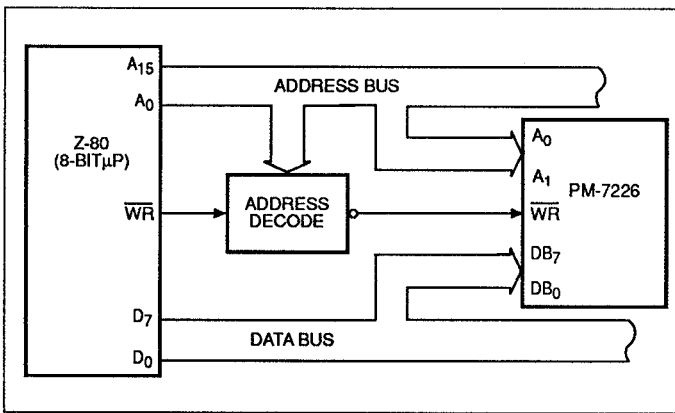 A15
ADDRESS BUS
A0
Z-80
(8-BITμP)
WR
ADDRESS
DECODE
A0
A1
PM-7226
WR
DB7
DB0
D7
DATA BUS
D0